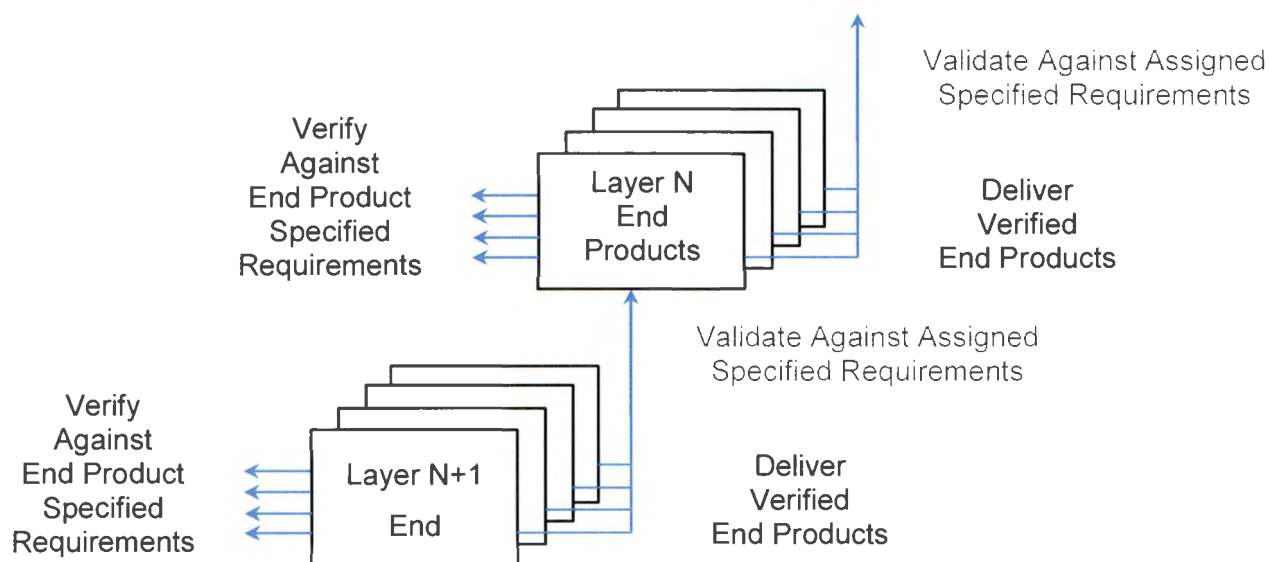 Validate Against Assigned
Specified Requirements
Verify
Against
End Product
Specified
Requirements
Layer N
End
Products
Deliver
Verified
End Products
Validate Against Assigned
Specified Requirements
Verify
Against
End Product
Specified
Requirements
Layer N+1
End
Deliver
Verified
End Products